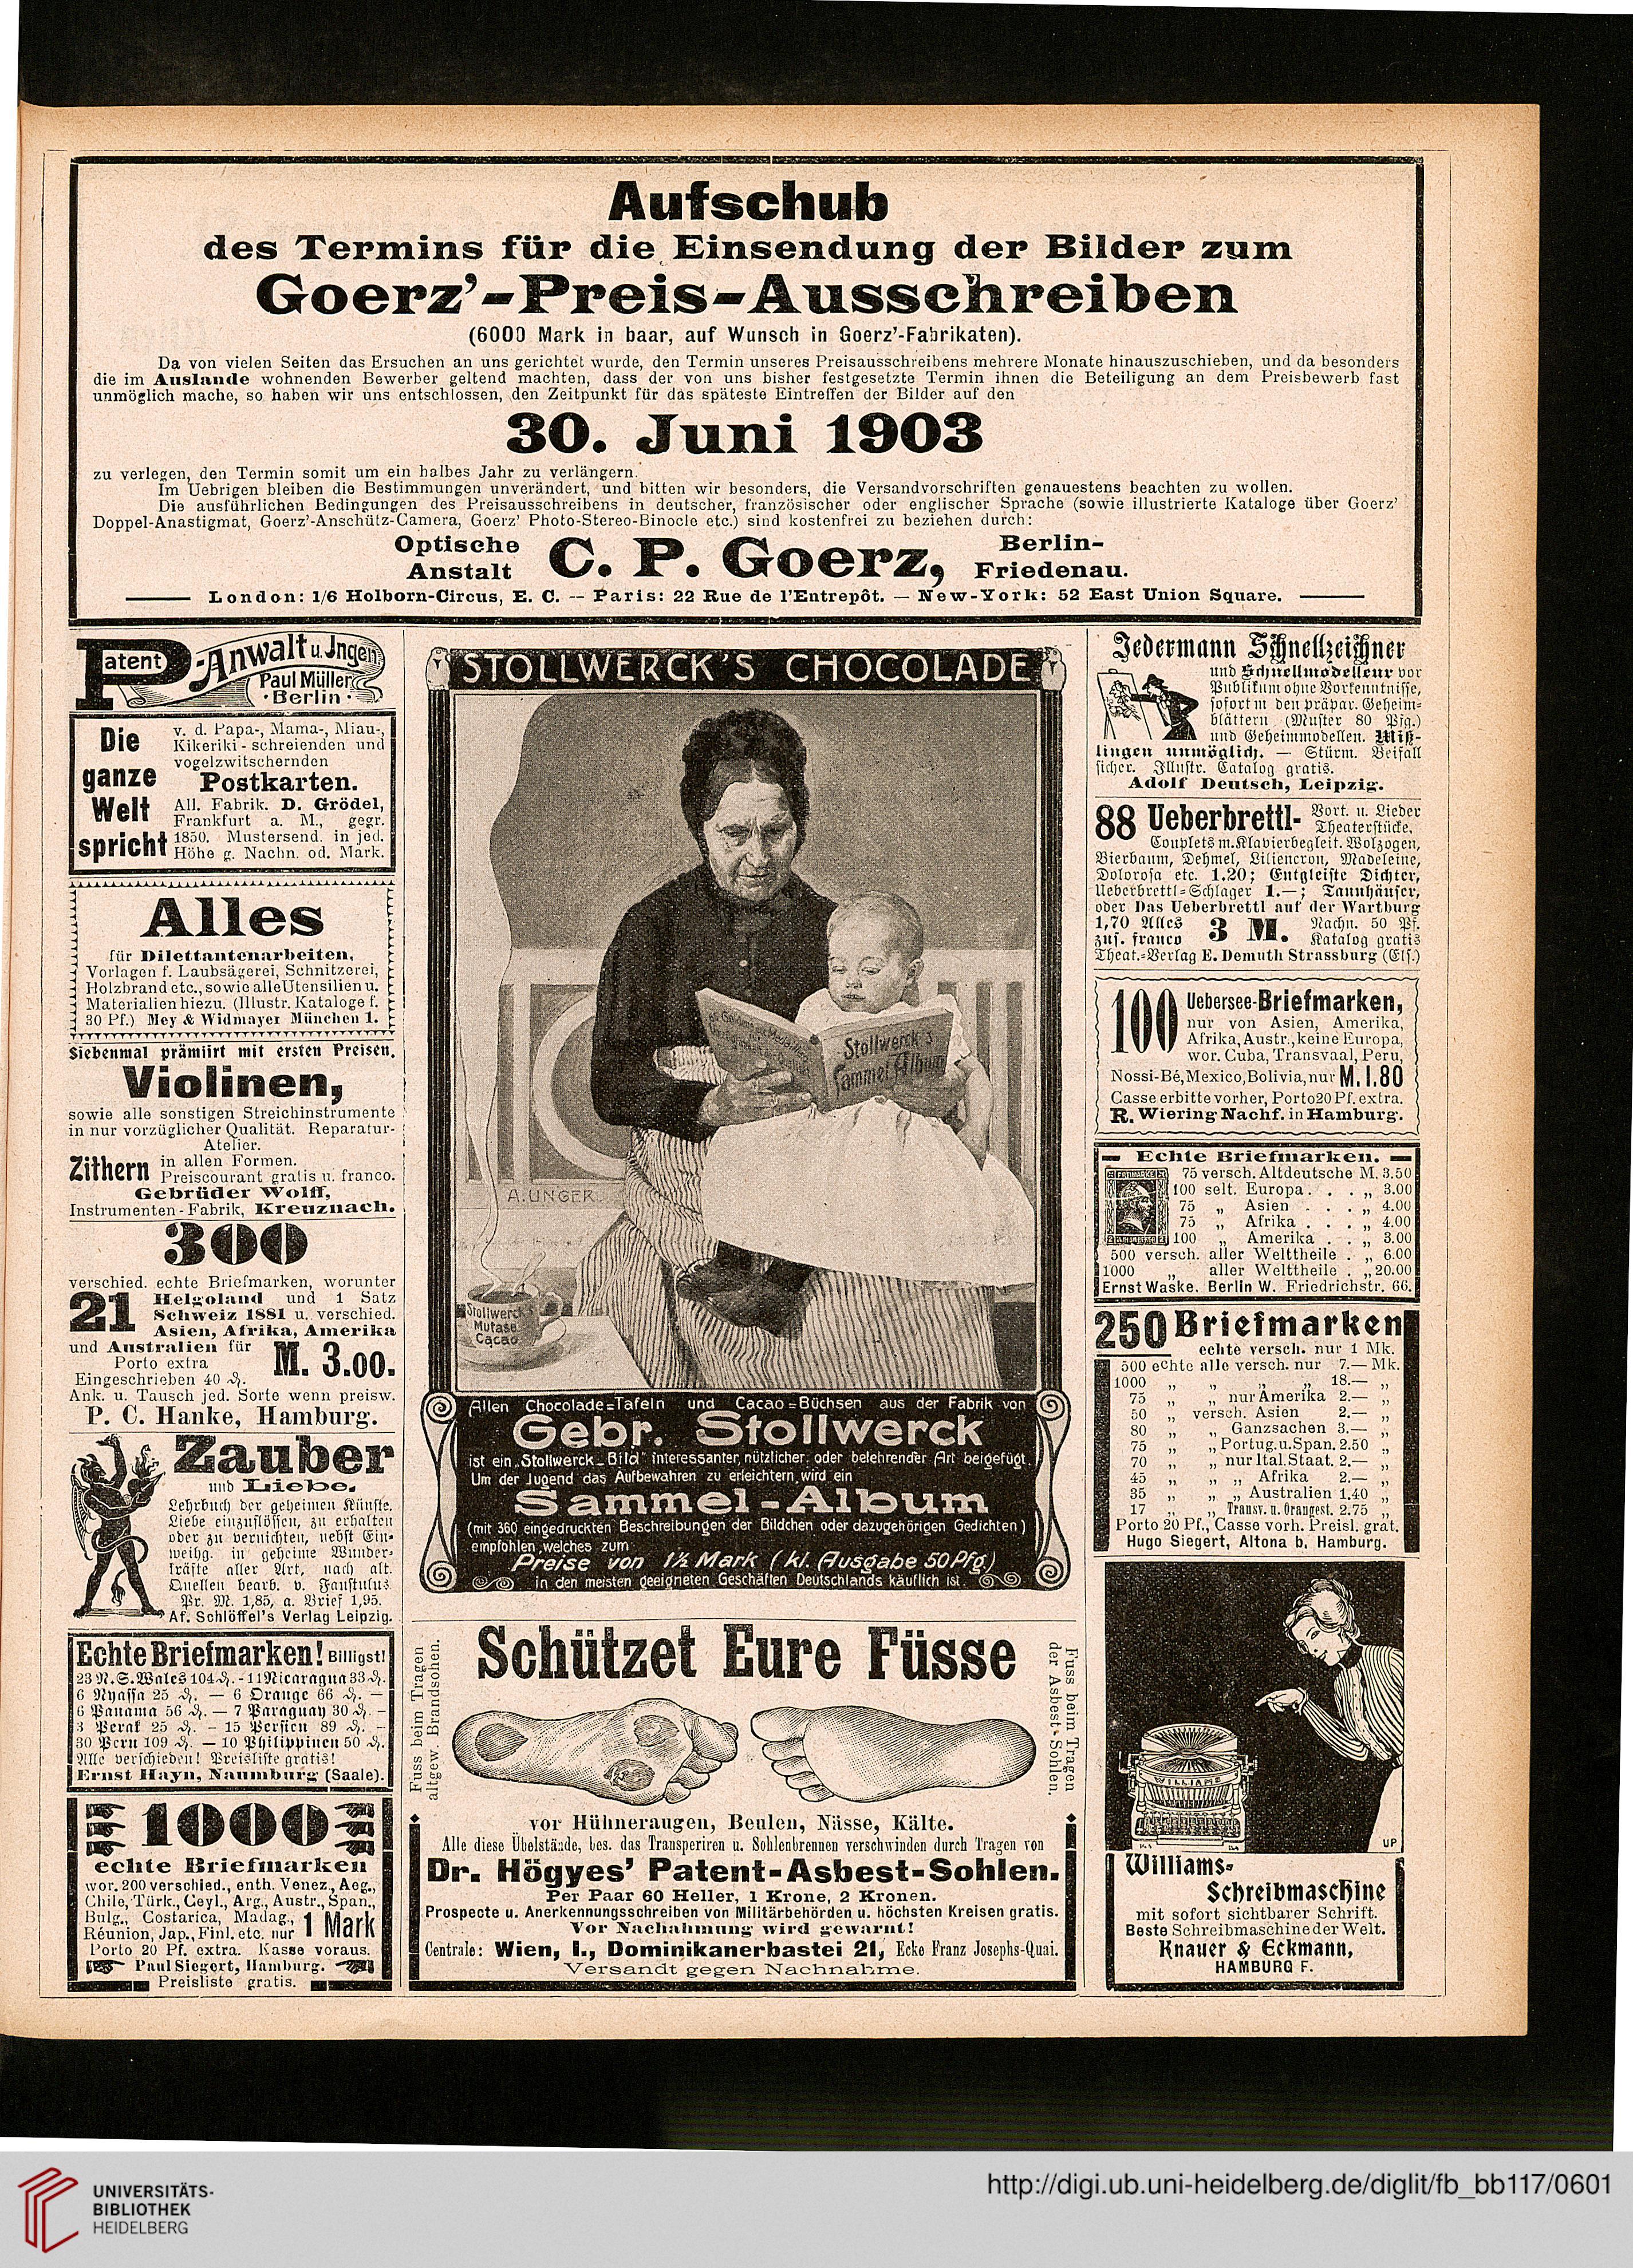 Aufschub
des Termins für die Einsendung der Bilder zum
Goerz'-Preis-Ausschreiben
(6000 Mark in baar, auf Wunsch in Goerz'-Fabrikaten).
Da von vielen Seiten das Ersuchen an uns gerichtet wurde, den Termin unseres Preisausschreibens mehrere Monate hinauszuschieben, und da besonders
die im Auslande wohnenden Bewerber geltend machten, dass der von uns bisher festgesetzte Termin ihnen die Beteiligung an dem Preisbewerb fast
unmöglich mache, so haben wir uns entschlossen, den Zeitpunkt für das späteste Eintreffen der Bilder auf den
30. Juni 1903
zu verlegen, den Termin somit um ein halbes Jahr zu verlängern.
Im Uebrigen bleiben die Bestimmungen unverändert, und bitten wir besonders, die Versandvorschriften genauestens beachten zu wollen.
Die ausführlichen Bedingungen des Preisausschreibens in deutscher, französischer oder englischer Sprache (sowie illustrierte Kataloge über Goerz'
Doppel-Anastigmat, Goerz'-Anschütz-Camera, Goerz' Photo-Stereo-Binocle etc.) sind kostenfrei zu beziehen durch:
Optische Anstalt C. P. Goerz, Berlin-Friedenau.
London: 1/6 Holborn-Circus, E. C. — Paris: 22 Rue de l'Entrepôt. — New-York: 52 East Union Square.
Patent-Anwalt u. Jngen.
Paul Müller
Berlin
Die ganze Welt spricht
v. d. Papa-, Mama-, Miau-,
Kikeriki-schreienden und
vogelzwitschernden
Postkarten.
All. Fabrik. D. Grödel,
Frankfurt a. M., gegr.
1850. Mustersend. in jed.
Höhe g. Nachn. od. Mark.
Alles
für Dilettantenarbeiten,
Vorlagen f. Laubsägerei, Schnitzerei,
Holzbrand etc., sowie alle Utensilien u.
Materialien hiezu. (Illustr. Kataloge f.
30 Pf.) Mey & Widmayer München 1.
Siebenmal prämiirt mit ersten Preisen.
Violinen,
sowie alle sonstigen Streichinstrumente
in nur vorzüglicher Qualität. Reparatur-
Atelier.
Zithern in allen Formen.
Preiscourant gratis u. franco.
Gebrüder Wolff,
Instrumenten-Fabrik, Kreuznach.
300
verschied. echte Briefmarken, worunter
21 Helgoland und 1 Satz
Schweiz 1881 u. verschied.
Asien, Afrika, Amerika
und Australien für
Porto extra M. 3.00.
Eingeschrieben 40 ₰.
Ank. u. Tausch jed. Sorte wenn preisw.
P. C. Hanke, Hamburg.
Zauber
und Liebe.
Lehrbuch der geheimen Künste,
Liebe einzuflössen, zu erhalten
oder zu vernichten, nebst Ein-
weihg. in geheime Wunder-
kräfte aller Art, nach alt.
Quellen bearb. v. Faustulus
Pr. M. 1,85, a. Brief 1,95.
Af. Schlöffel's Verlag Leipzig.
Echte Briefmarken! Billigst!
23 N.S.Wales 104 ₰. - 11 Nicaragua 33 ₰.
6 Nyassa 25 ₰. — 6 Orange 66 ₰. —
6 Panama 56 ₰. — 7 Paraguay 30 ₰. -
3 Perak 25 ₰. - 15 Persien 89 ₰. -
30 Peru 109 ₰. — 10 Philippinen 50 ₰.
Alle verschieden! Preisliste gratis!
Ernst Hayn, Naumburg (Saale).
1000
echte Briefmarken
wor. 200 verschied., enth. Venez., Aeg.,
Chile, Türk., Ceyl., Arg., Austr., Span.,
Bulg., Costarica, Madag.,
Réunion, Jap., Finl. etc. nur 1 Mark
Porto 20 Pf. extra. Kasse voraus.
Paul Siegert, Hamburg.
Preisliste gratis.
STOLLWERCK'S CHOCOLADE
Stollwerck's
Sammel Album
A. UNGER
Stollwerck's
Mutase
Cacao
Allen Chocolade=Tafeln und Cacao=Büchsen aus der Fabrik von
Gebr. Stollwerck
ist ein „Stollwerck-Bild" interessanter, nützlicher, oder belehrender Art beigefügt.
Um der Jugend das Aufbewahren zu erleichtern, wird ein
Sammel-Album
(mit 360 eingedruckten Beschreibungen der Bildchen oder dazugehörigen Gedichten)
empfohlen, welches zum
Preise von 1½ Mark (kl. Ausgabe 50 Pfg.)
in den meisten geeigneten Geschäften Deutschlands käuflich ist.
Schützet Eure Füsse
Fuss beim Tragen
altgew. Brandsohen.
Fuss beim Tragen
der Asbest-Sohlen.
vor Hühneraugen, Beulen, Nässe, Kälte.
Alle diese Übelstände, bes. das Transperiren u. Sohlenbrennen verschwinden durch Tragen von
Dr. Högyes' Patent-Asbest-Sohlen.
Per Paar 60 Heller, 1 Krone, 2 Kronen.
Prospecte u. Anerkennungsschreiben von Militärbehörden u. höchsten Kreisen gratis.
Vor Nachahmung wird gewarnt!
Centrale: Wien, I., Dominikanerbastei 21, Ecke Franz Josephs-Quai.
Versandt gegen Nachnahme.
Jedermann Schnellzeichner
und Schnellmodelleur vor
Publikum ohne Vorkenntnisse,
sofort m den präpar. Geheim-
blättern (Muster 80 Pfg.)
und Geheimmodellen. Miß-
lingen unmöglich. — Stürm. Beifall
sicher. Illustr. Catalog gratis.
Adolf Deutsch, Leipzig.
88 Ueberbrettl- Vort. u. Lieder
Theaterstücke,
Couplets m. Klavierbegleit. Wolzogen,
Bierbaum, Dehmel, Liliencron, Madeleine,
Dolorosa etc. 1.20; Entgleiste Dichter,
Ueberbrettl-Schlager 1.—; Tannhäuser,
oder Das Ueberbrettl auf der Wartburg
1,70 Alles zus. franco 3 M. Nachn. 50 Pf.
Katalog gratis
Theat.-Verlag E. Demuth Strassburg (Els.)
100 Uebersee-Briefmarken,
nur von Asien, Amerika,
Afrika, Austr., keine Europa,
wor. Cuba, Transvaal, Peru,
Nossi-Bé, Mexico, Bolivia, nur M. 1.80
Casse erbitte vorher, Porto 20 Pf. extra.
R. Wiering Nachf. in Hamburg.
Echte Briefmarken.
75 versch. Altdeutsche M. 3.50
100 selt. Europa . . . „ 3.00
75 „ Asien . . . „ 4.00
75 „ Afrika . . . „ 4.00
100 „ Amerika . . „ 3.00
500 versch. aller Welttheile . „ 6.00
1000 „ aller Welttheile . „ 20.00
Ernst Waske, Berlin W. Friedrichstr. 66.
250 Briefmarken
echte versch. nur 1 Mk.
500 echte alle versch. nur 7.— Mk.
1000 „ „ „ „ 18.— „
75 „ „ nur Amerika 2.— „
50 „ versch. Asien 2.— „
80 „ „ Ganzsachen 3.— „
75 „ „ Portug. u. Span. 2.50 „
70 „ „ nur Ital. Staat. 2.— „
45 „ „ „ Afrika 2.— „
35 „ „ „ Australien 1.40 „
17 „ „ Transv. u. Orangest. 2.75 „
Porto 20 Pf., Casse vorh. Preisl. grat.
Hugo Siegert, Altona b. Hamburg.
WILLIAMS
UP
Williams-
Schreibmaschine
mit sofort sichtbarer Schrift.
Beste Schreibmaschine der Welt.
Knauer & Eckmann,
HAMBURG F.
UNIVERSITÄTS-
BIBLIOTHEK
HEIDELBERG
http://digi.ub.uni-heidelberg.de/diglit/fb_bb117/0601